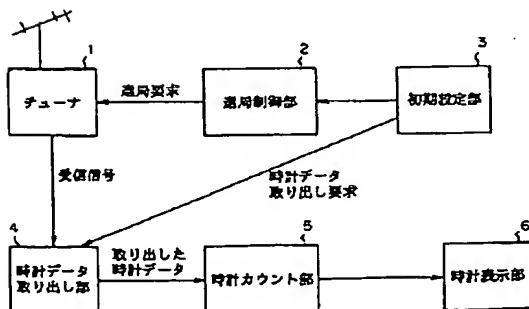 1
チューナ
選局要求
2
選局制御部
3
初期設定部
受信信号
時計データ
取り出し要求
4
時計データ
取り出し部
取り出した
時計データ
5
時計カウント部
6
時計表示部